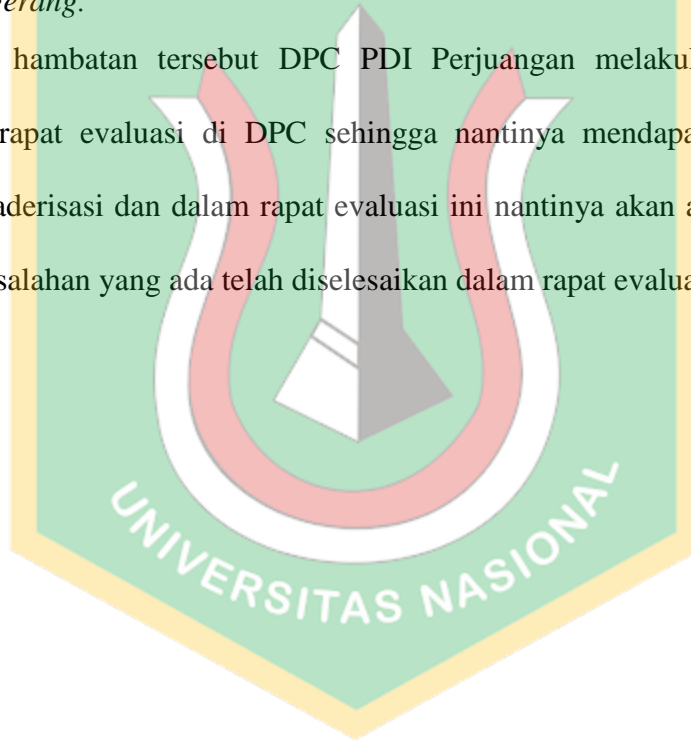 erang.
hambatan tersebut DPC PDI Perjuangan melaku
rapat evaluasi di DPC sehingga nantinya mendapa
aderisasi dan dalam rapat evaluasi ini nantinya akan a
salahan yang ada telah diselesaikan dalam rapat evalua
UNIVERSITAS NASIONAL